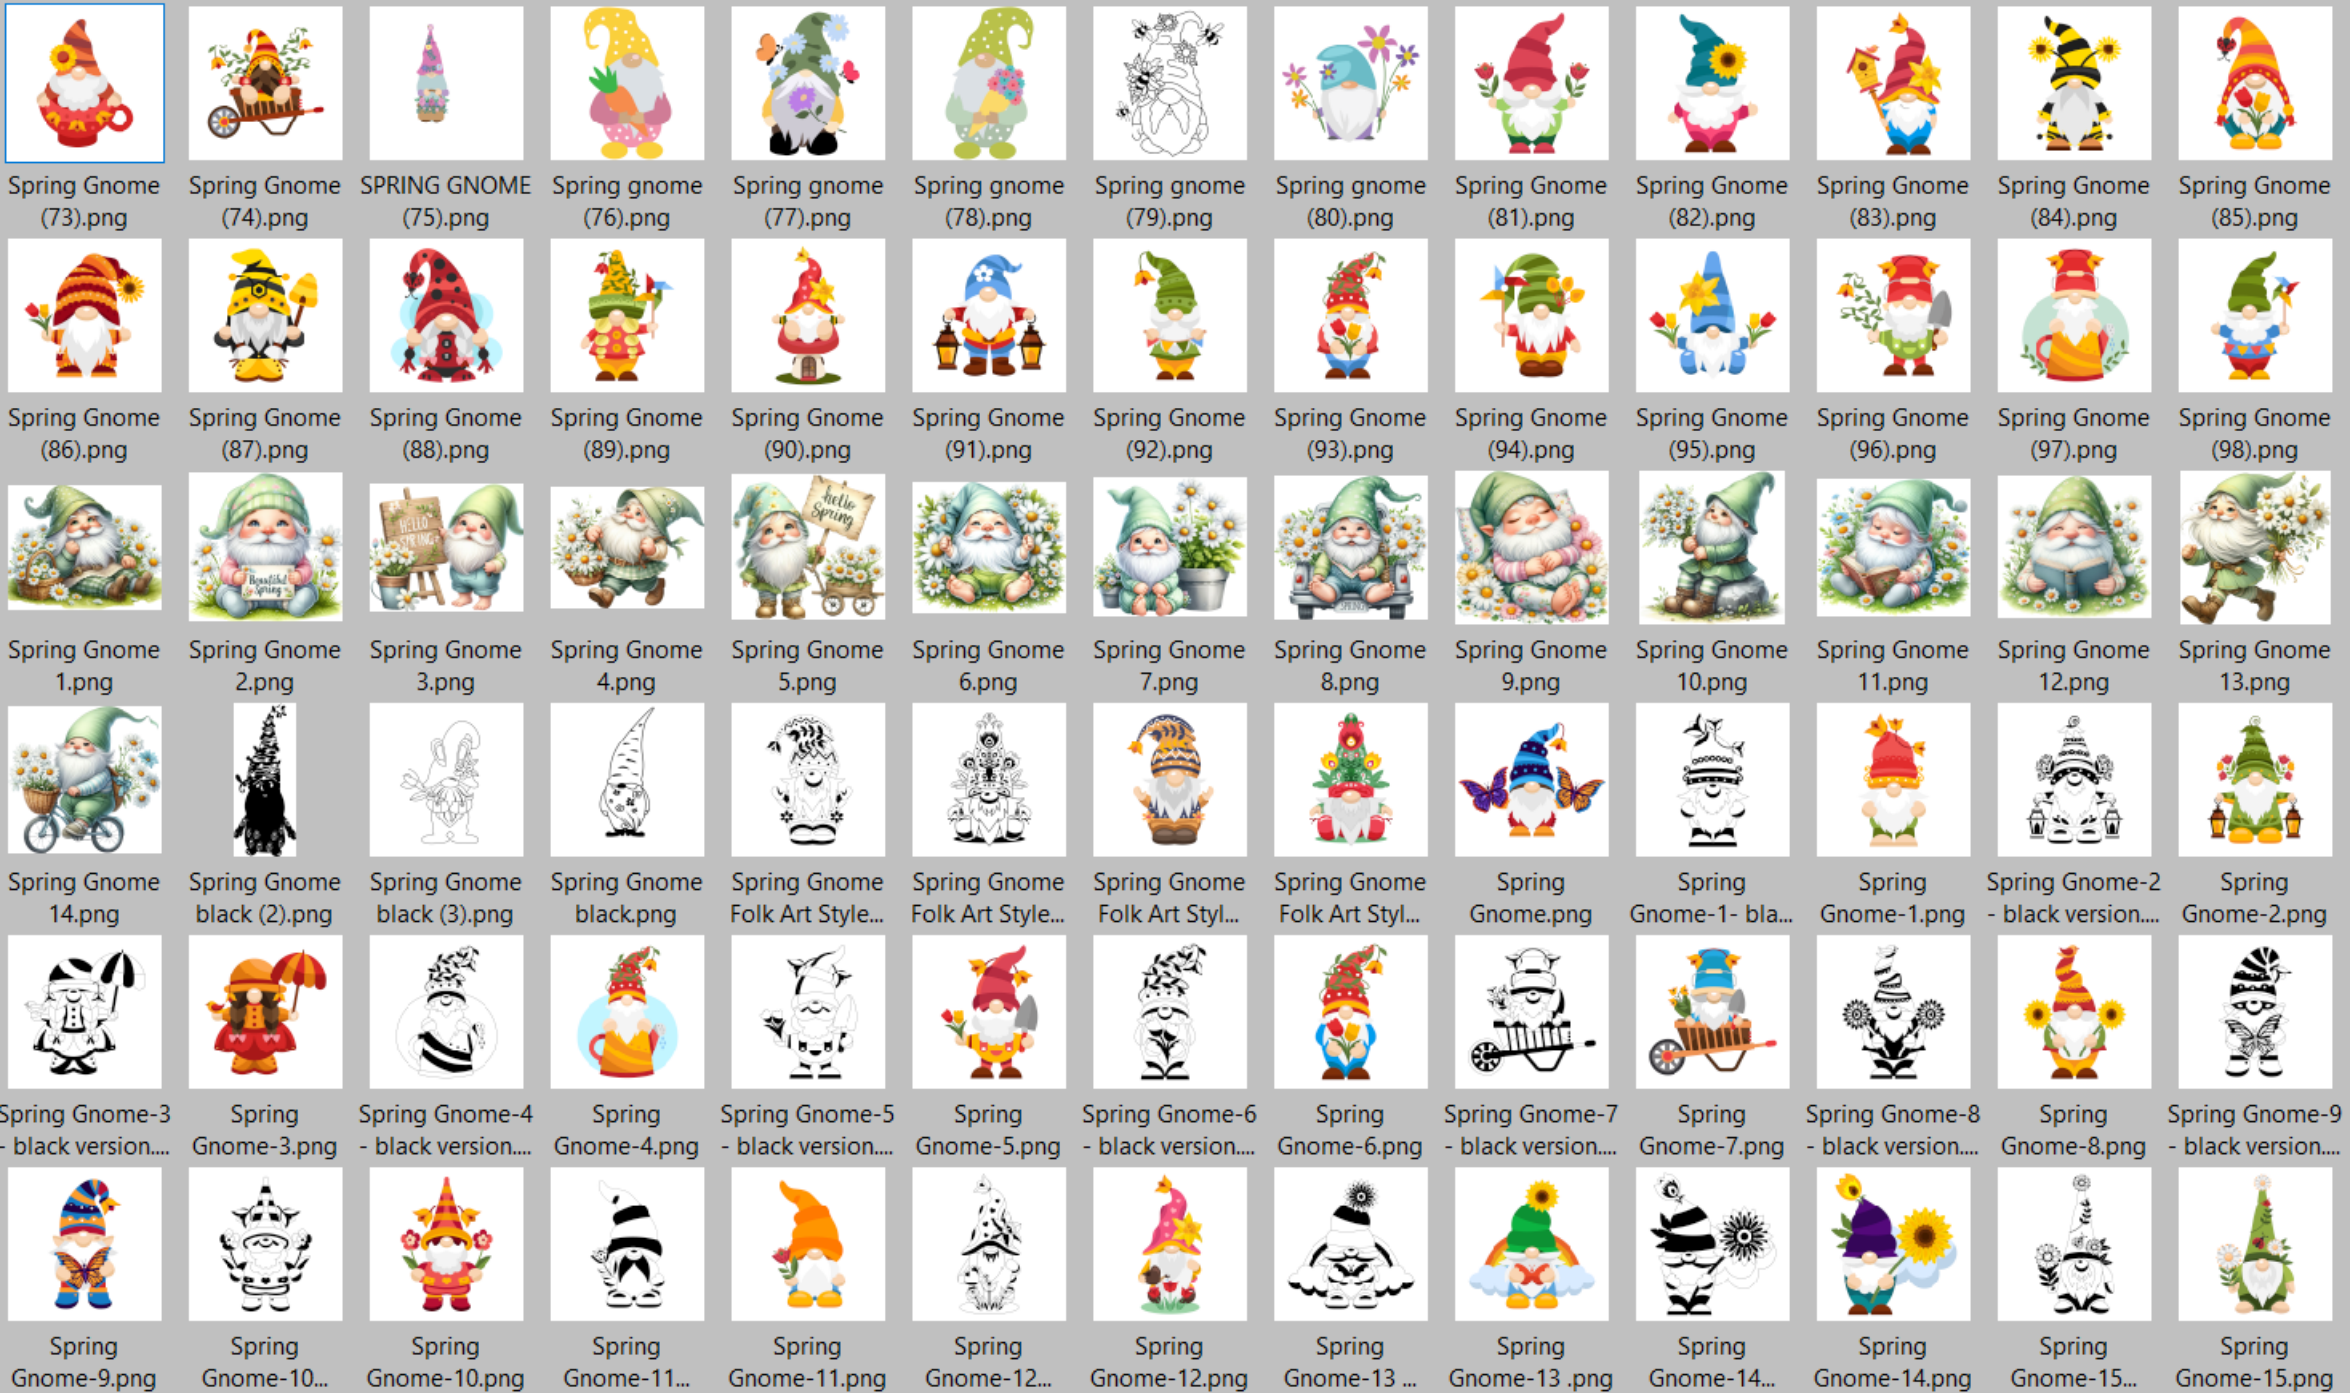 Spring Gnome
(73).png
Spring Gnome
(74).png
SPRING GNOME
(75).png
Spring gnome
(76).png
Spring gnome
(77).png
Spring gnome
(78).png
Spring gnome
(79).png
Spring gnome
(80).png
Spring Gnome
(81).png
Spring Gnome
(82).png
Spring Gnome
(83).png
Spring Gnome
(84).png
Spring Gnome
(85).png
Spring Gnome
(86).png
Spring Gnome
(87).png
Spring Gnome
(88).png
Spring Gnome
(89).png
Spring Gnome
(90).png
Spring Gnome
(91).png
Spring Gnome
(92).png
Spring Gnome
(93).png
Spring Gnome
(94).png
Spring Gnome
(95).png
Spring Gnome
(96).png
Spring Gnome
(97).png
Spring Gnome
(98).png
Beautiful
Spring
HELLO
SPRING
hello
Spring
SPRING
Spring Gnome
1.png
Spring Gnome
2.png
Spring Gnome
3.png
Spring Gnome
4.png
Spring Gnome
5.png
Spring Gnome
6.png
Spring Gnome
7.png
Spring Gnome
8.png
Spring Gnome
9.png
Spring Gnome
10.png
Spring Gnome
11.png
Spring Gnome
12.png
Spring Gnome
13.png
Spring Gnome
14.png
Spring Gnome
black (2).png
Spring Gnome
black (3).png
Spring Gnome
black.png
Spring Gnome
Folk Art Style...
Spring Gnome
Folk Art Style...
Spring Gnome
Folk Art Styl...
Spring Gnome
Folk Art Styl...
Spring
Gnome.png
Spring
Gnome-1- bla...
Spring
Gnome-1.png
Spring Gnome-2
- black version....
Spring
Gnome-2.png
Spring Gnome-3
- black version....
Spring
Gnome-3.png
Spring Gnome-4
- black version....
Spring
Gnome-4.png
Spring Gnome-5
- black version....
Spring
Gnome-5.png
Spring Gnome-6
- black version....
Spring
Gnome-6.png
Spring Gnome-7
- black version....
Spring
Gnome-7.png
Spring Gnome-8
- black version....
Spring
Gnome-8.png
Spring Gnome-9
- black version....
Spring
Gnome-9.png
Spring
Gnome-10...
Spring
Gnome-10.png
Spring
Gnome-11...
Spring
Gnome-11.png
Spring
Gnome-12...
Spring
Gnome-12.png
Spring
Gnome-13 ...
Spring
Gnome-13 .png
Spring
Gnome-14...
Spring
Gnome-14.png
Spring
Gnome-15...
Spring
Gnome-15.png